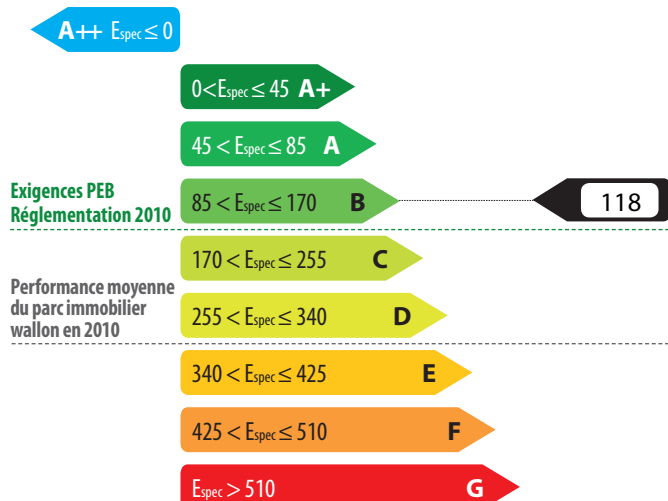 A++ Espec ≤ 0
0<Espec ≤ 45 A+
45 < Espec ≤ 85 A
Exigences PEB
Réglementation 2010
85 < Espec ≤ 170 B
118
170 < Espec ≤ 255 C
Performance moyenne
du parc immobilier
wallon en 2010
255 < Espec ≤ 340 D
340 < Espec ≤ 425 E
425 < Espec ≤ 510 F
Espec > 510 G